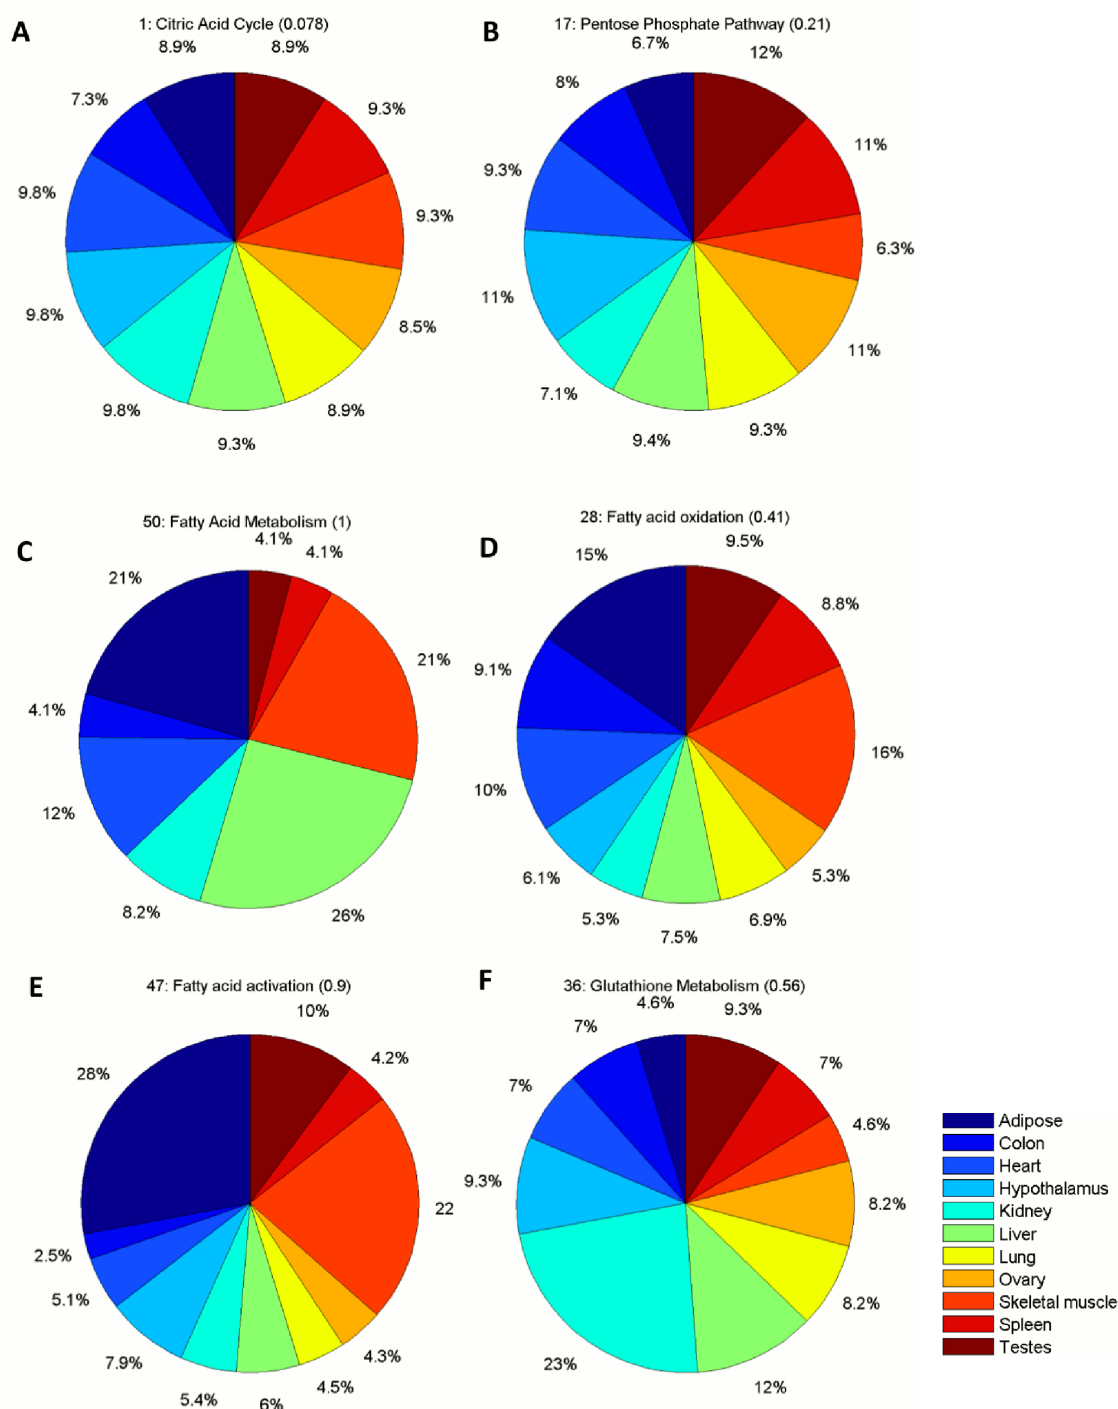 A
1: Citric Acid Cycle (0.078)
8.9%
8.9%
7.3%
9.3%
9.8%
9.3%
9.8%
8.5%
9.8%
8.9%
9.3%
B
17: Pentose Phosphate Pathway (0.21)
6.7%
12%
8%
11%
9.3%
6.3%
11%
11%
7.1%
9.3%
9.4%
C
50: Fatty Acid Metabolism (1)
4.1%
4.1%
21%
21%
4.1%
12%
8.2%
26%
D
28: Fatty acid oxidation (0.41)
15%
9.5%
8.8%
9.1%
16%
10%
6.1%
5.3%
5.3%
6.9%
7.5%
E
47: Fatty acid activation (0.9)
10%
4.2%
28%
22
2.5%
5.1%
7.9%
4.3%
5.4%
4.5%
6%
F
36: Glutathione Metabolism (0.56)
4.6%
9.3%
7%
7%
7%
4.6%
9.3%
8.2%
8.2%
23%
12%
Adipose
Colon
Heart
Hypothalamus
Kidney
Liver
Lung
Ovary
Skeletal muscle
Spleen
Testes